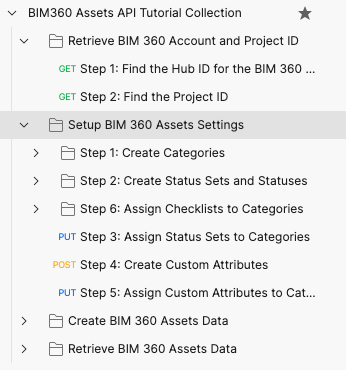 BIM360 Assets API Tutorial Collection
Retrieve BIM 360 Account and Project ID
GET Step 1: Find the Hub ID for the BIM 360 ...
GET Step 2: Find the Project ID
Setup BIM 360 Assets Settings
Step 1: Create Categories
Step 2: Create Status Sets and Statuses
Step 6: Assign Checklists to Categories
PUT Step 3: Assign Status Sets to Categories
POST Step 4: Create Custom Attributes
PUT Step 5: Assign Custom Attributes to Cat...
Create BIM 360 Assets Data
Retrieve BIM 360 Assets Data